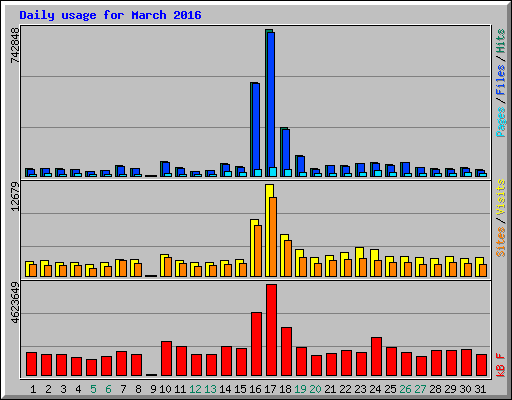 Daily usage for March 2016
742848
Pages / Files / Hits
12679
Sites / Visits
4623649
kB F
1 2 3 4 5 6 7 8 9 10 11 12 13 14 15 16 17 18 19 20 21 22 23 24 25 26 27 28 29 30 31